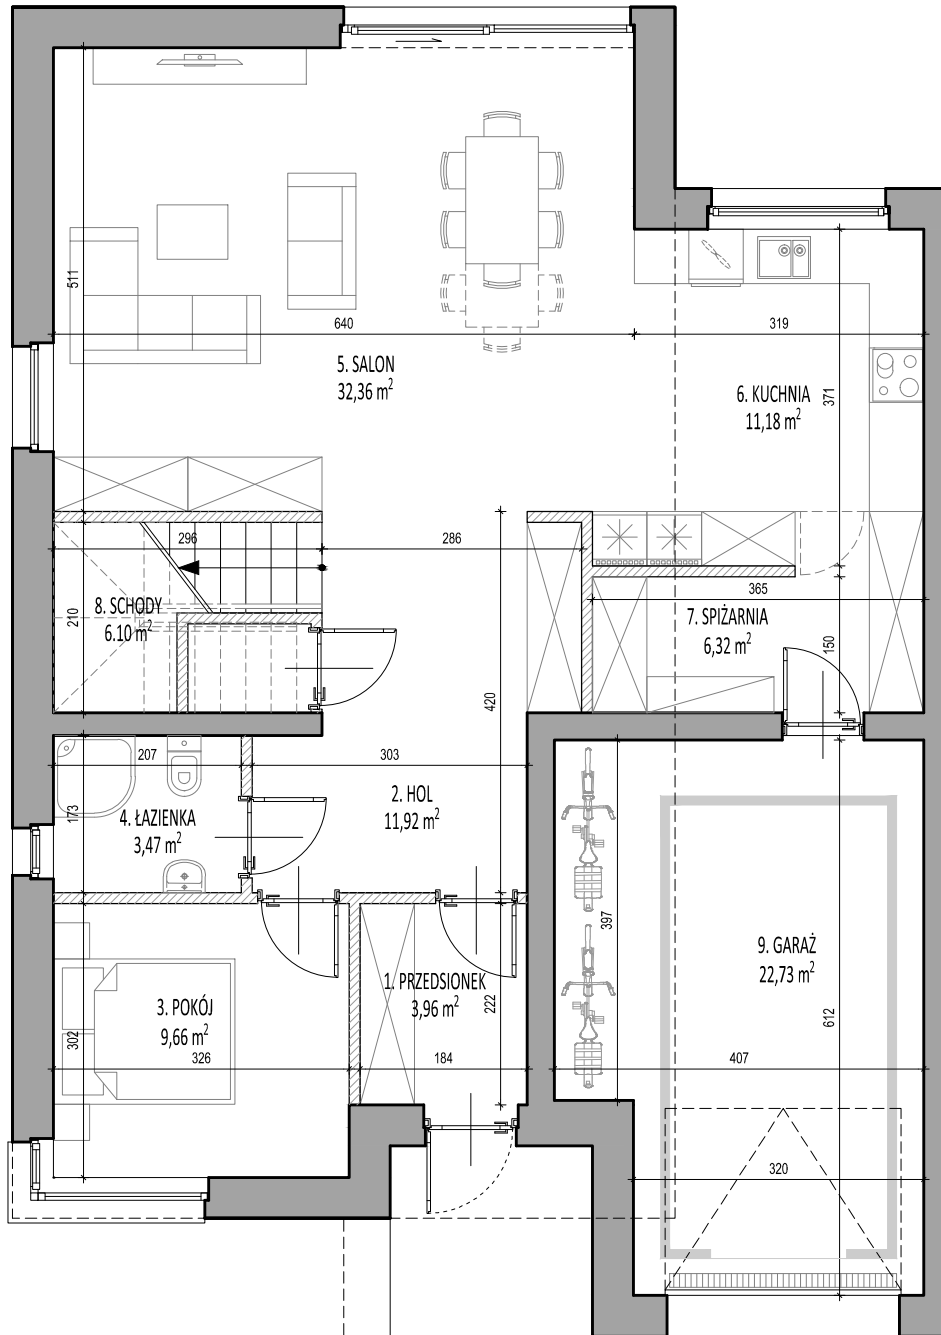 511
640
319
5. SALON
32,36 m²
6. KUCHNIA
11,18 m²
371
296
286
365
8. SCHODY
6.10 m²
210
7. SPIŻARNIA
6,32 m²
150
420
207
303
2. HOL
11,92 m²
173
4. ŁAZIENKA
3,47 m²
397
9. GARAŻ
22,73 m²
1. PRZEDSIONEK
3,96 m²
222
3. POKÓJ
9,66 m²
302
612
326
184
407
320